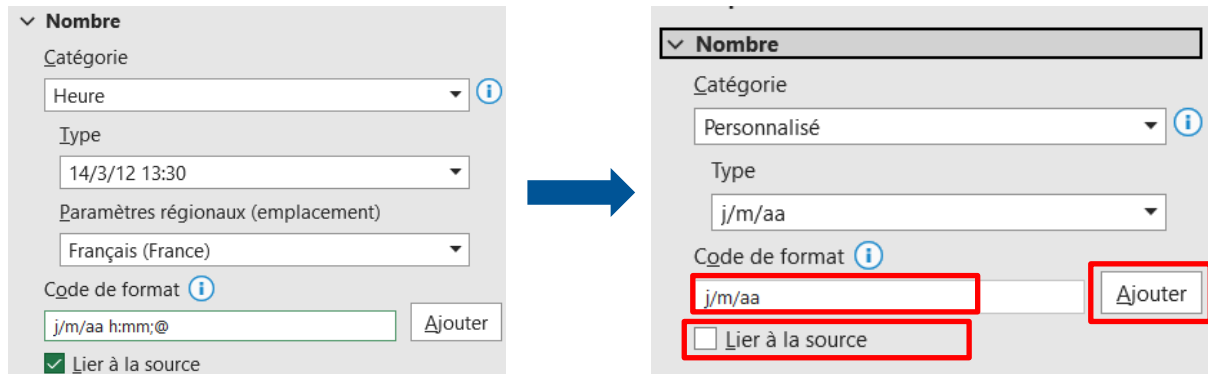 Nombre
Catégorie
Heure
Type
14/3/12 13:30
Paramètres régionaux (emplacement)
Français (France)
Code de format
j/m/aa h:mm;@
Ajouter
Lier à la source
Nombre
Catégorie
Personnalisé
Type
j/m/aa
Code de format
j/m/aa
Ajouter
Lier à la source